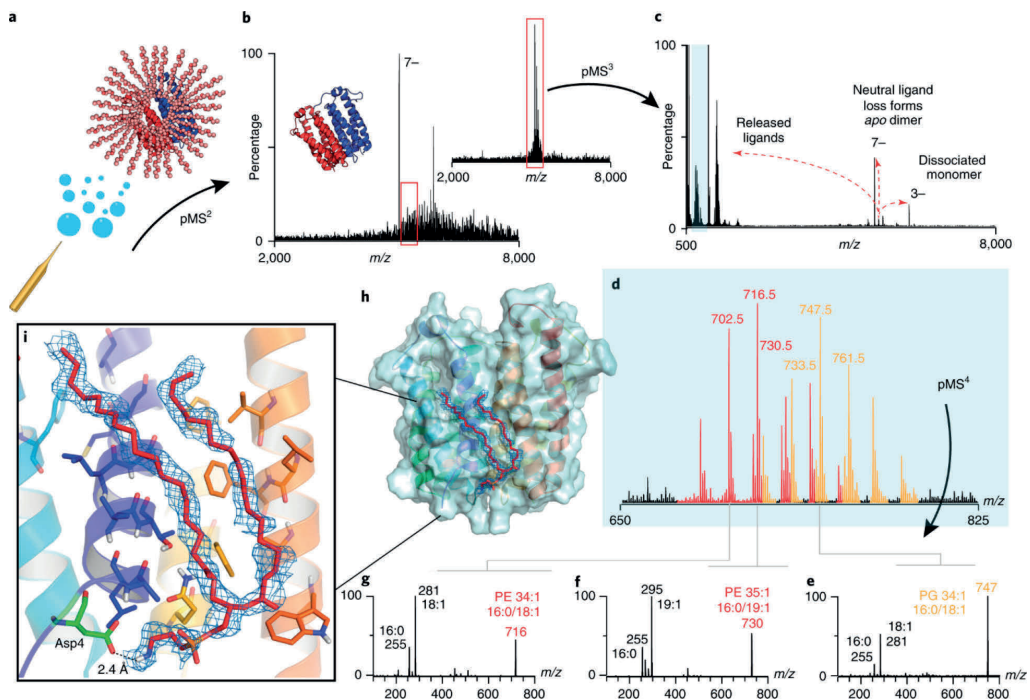 a
pMS2
b
100
7–
Percentage
0
2,000
m/z
8,000
2,000
m/z
8,000
pMS3
c
100
Percentage
0
500
m/z
8,000
Released
ligands
Neutral ligand
loss forms
apo dimer
7–
Dissociated
monomer
3–
d
702.5
716.5
730.5
733.5
747.5
761.5
pMS4
650
825
m/z
h
i
Asp4
2.4 Å
g
100
281
18:1
16:0
255
PE 34:1
16:0/18:1
716
0
200
400
600
800
m/z
f
100
295
19:1
255
16:0
PE 35:1
16:0/19:1
730
0
200
400
600
800
m/z
e
100
16:0
255
18:1
281
PG 34:1
16:0/18:1
747
0
200
400
600
800
m/z